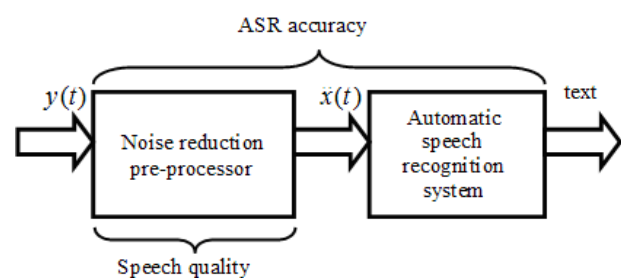 ASR accuracy
y(t)
ẍ(t)
text
Noise reduction
pre-processor
Automatic
speech
recognition
system
Speech quality